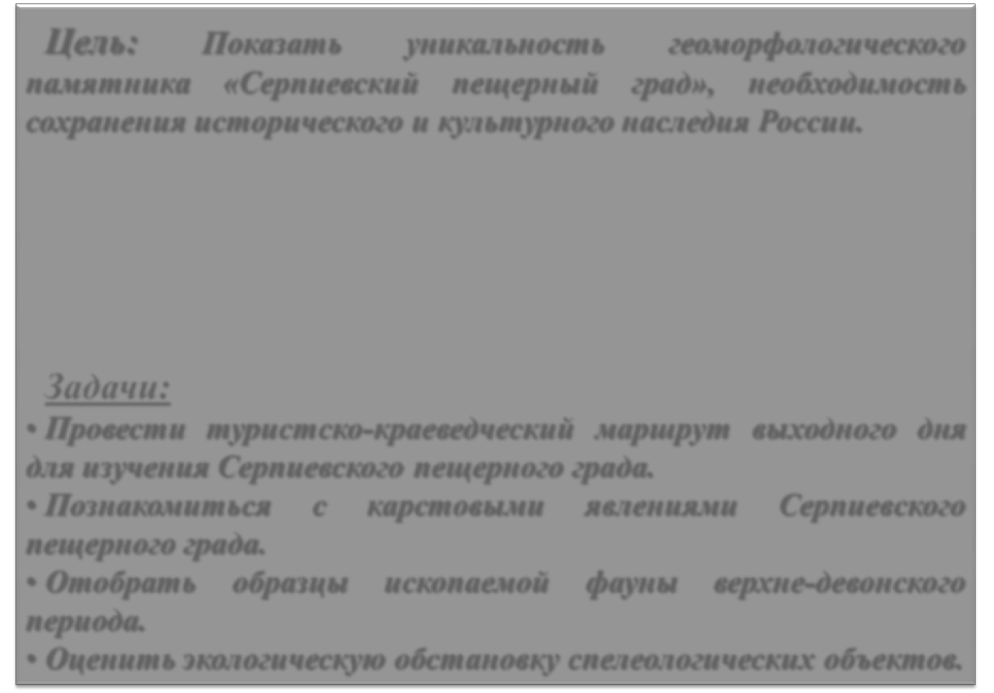 Цель: Показать уникальность геоморфологического
памятника «Серпиевский пещерный град», необходимость
сохранения исторического и культурного наследия России.
Задачи:
• Провести туристско-краеведческий маршрут выходного дня
для изучения Серпиевского пещерного града.
• Познакомиться с карстовыми явлениями Серпиевского
пещерного града.
• Отобрать образцы ископаемой фауны верхне-девонского
периода.
• Оценить экологическую обстановку спелеологических объектов.